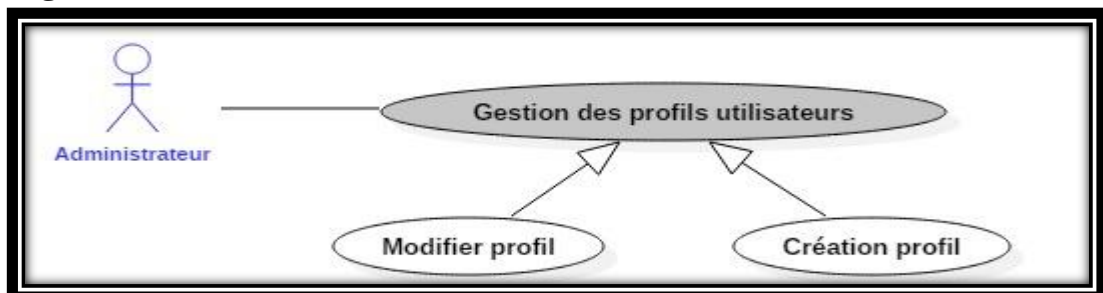 Gestion des profils utilisateurs
Administrateur
Modifier profil
Création profil